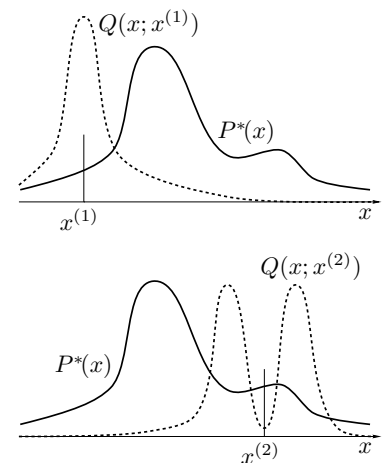 Q(x; x^{(1)})
P^*(x)
x^{(1)}
x
Q(x; x^{(2)})
P^*(x)
x^{(2)}
x